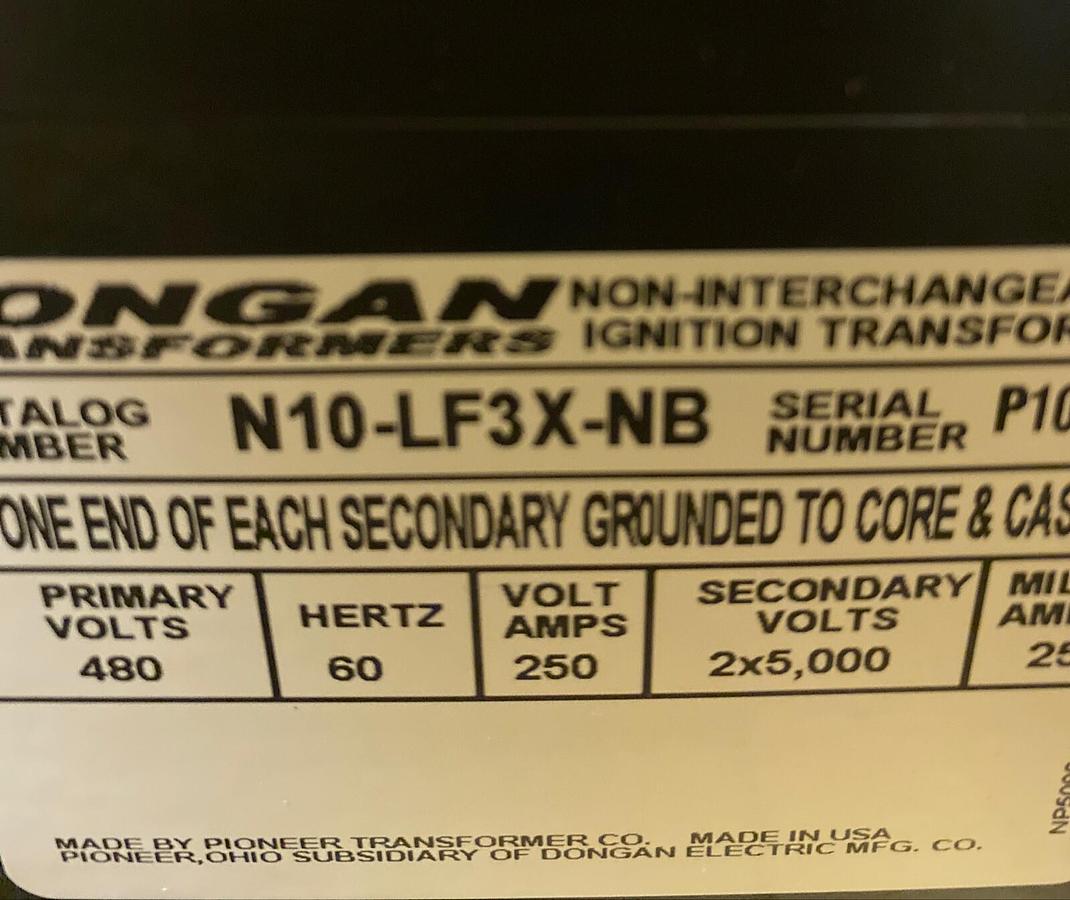 ONGAN
ANSFORMERS
NON-INTERCHANGEA
IGNITION TRANSFOR
TALOG
MBER
N10-LF3X-NB
SERIAL
NUMBER
P10
ONE END OF EACH SECONDARY GROUNDED TO CORE & CAS
PRIMARY
VOLTS
480
HERTZ
60
VOLT
AMPS
250
SECONDARY
VOLTS
2x5,000
MIL
AM
25
NP5000
MADE BY PIONEER TRANSFORMER CO. MADE IN USA
PIONEER,OHIO SUBSIDIARY OF DONGAN ELECTRIC MFG. CO.